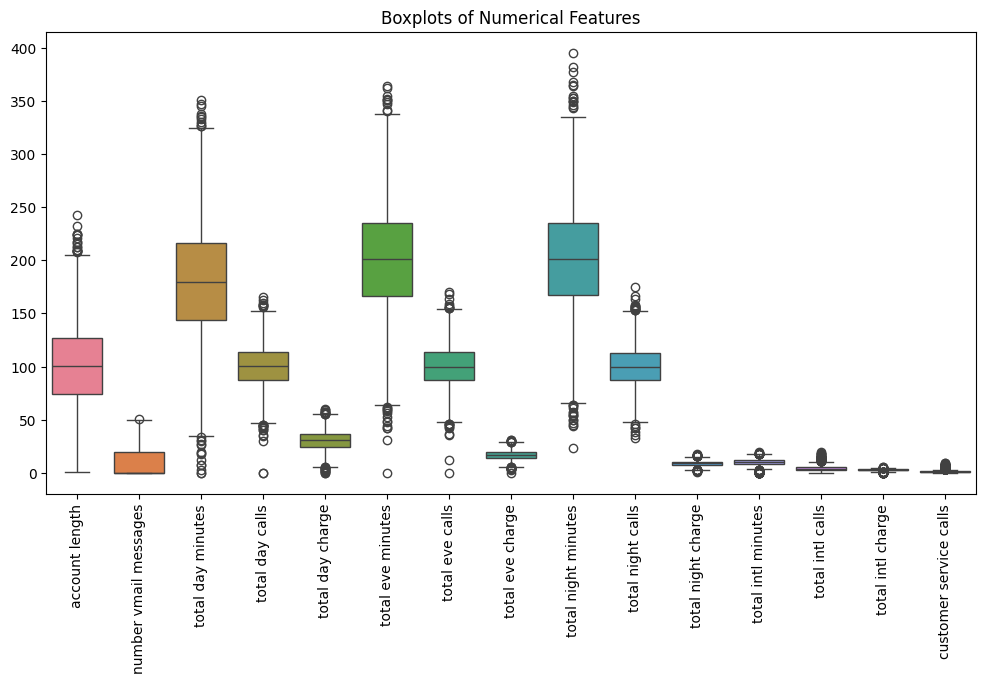 Boxplots of Numerical Features
400
350
300
250
200
150
100
50
0
account length
number vmail messages
total day minutes
total day calls
total day charge
total eve minutes
total eve calls
total eve charge
total night minutes
total night calls
total night charge
total intl minutes
total intl calls
total intl charge
customer service calls